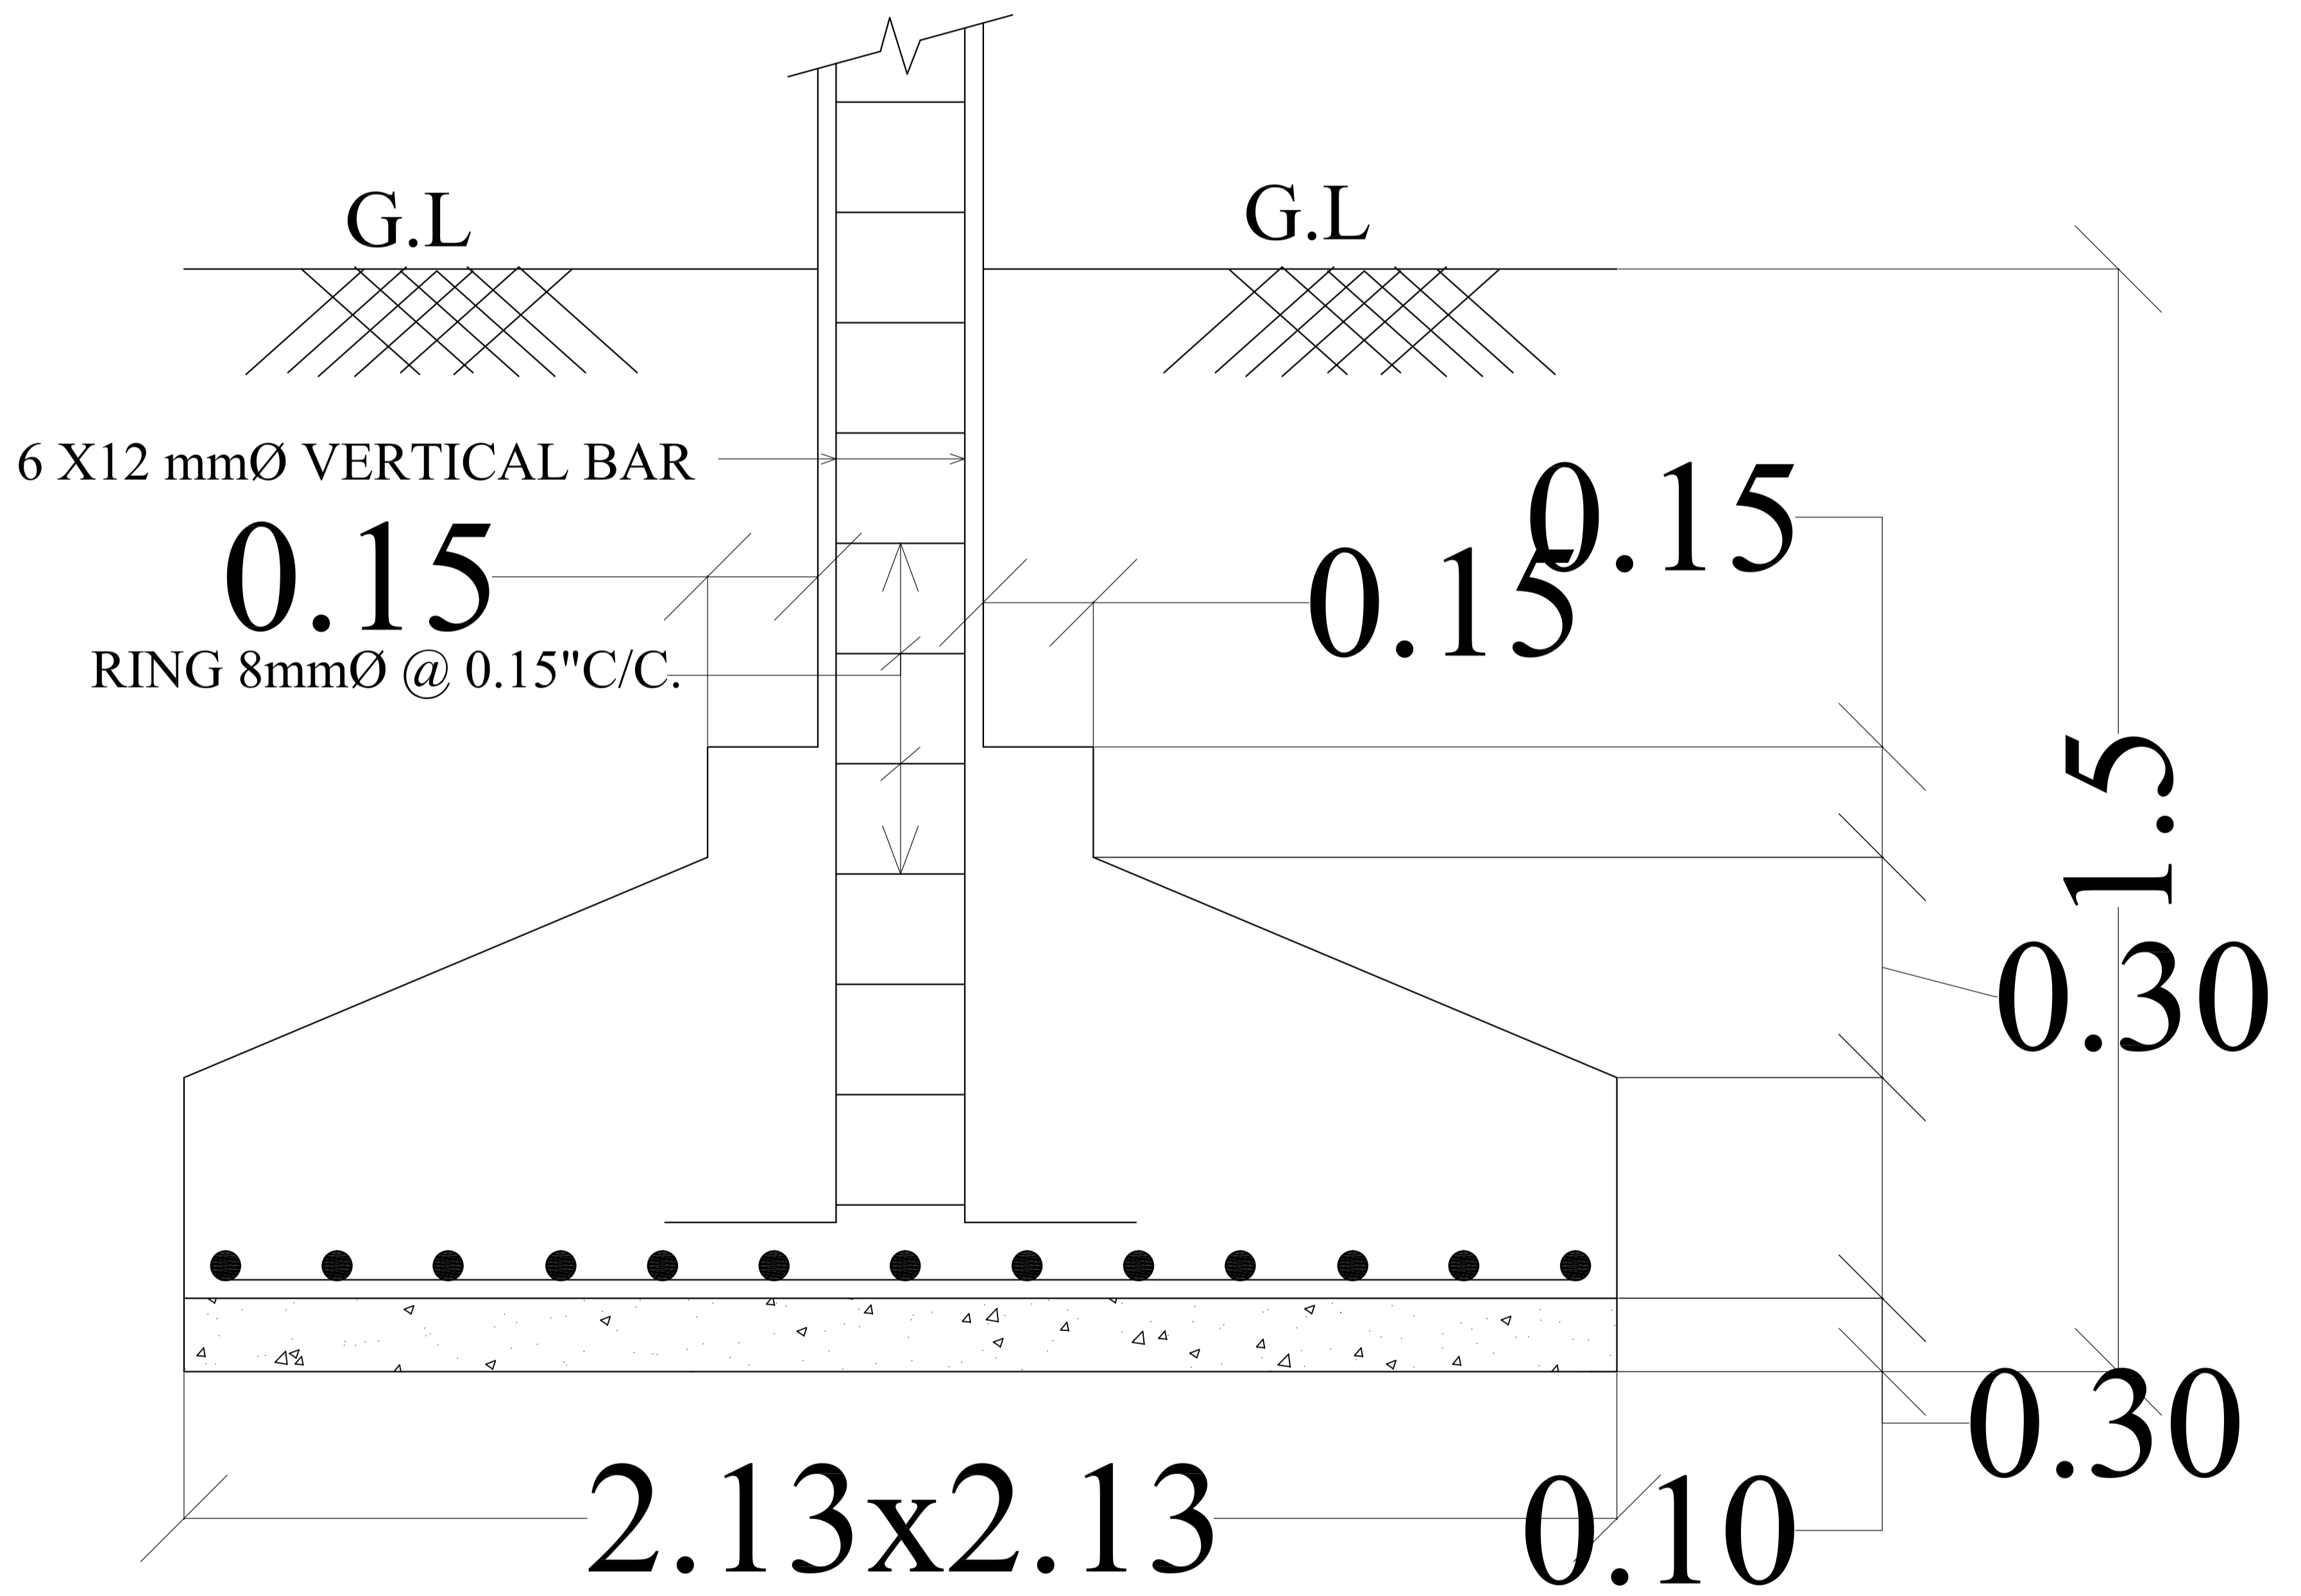 G.L
G.L
6 X12 mmØ VERTICAL BAR
0.15
0.15
0.15
RING 8mmØ @ 0.15"C/C.
1.5
0.30
0.30
2.13x2.13
0.10